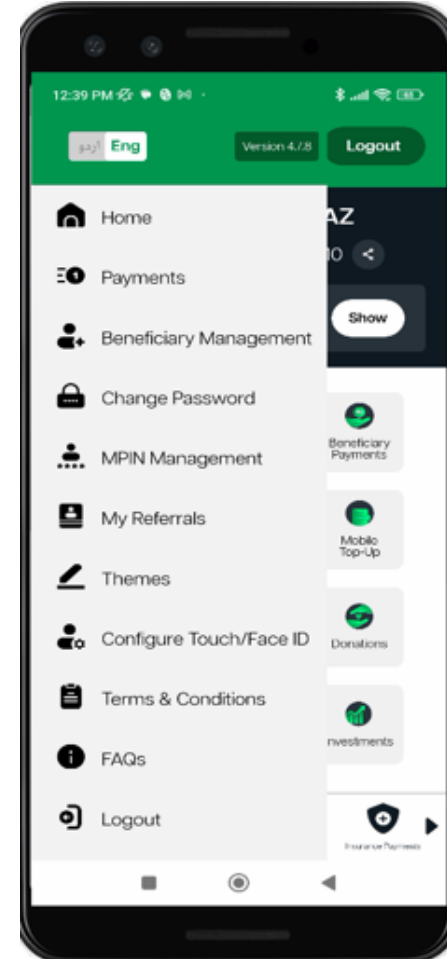 12:39 PM
65
اردو Eng
Version 4.7.8
Logout
Home
Payments
Beneficiary Management
Change Password
MPIN Management
My Referrals
Themes
Configure Touch/Face ID
Terms & Conditions
FAQs
Logout
AZ
10
Show
Beneficiary
Payments
Mobile
Top-Up
Donations
nvestments
Insurance Payments